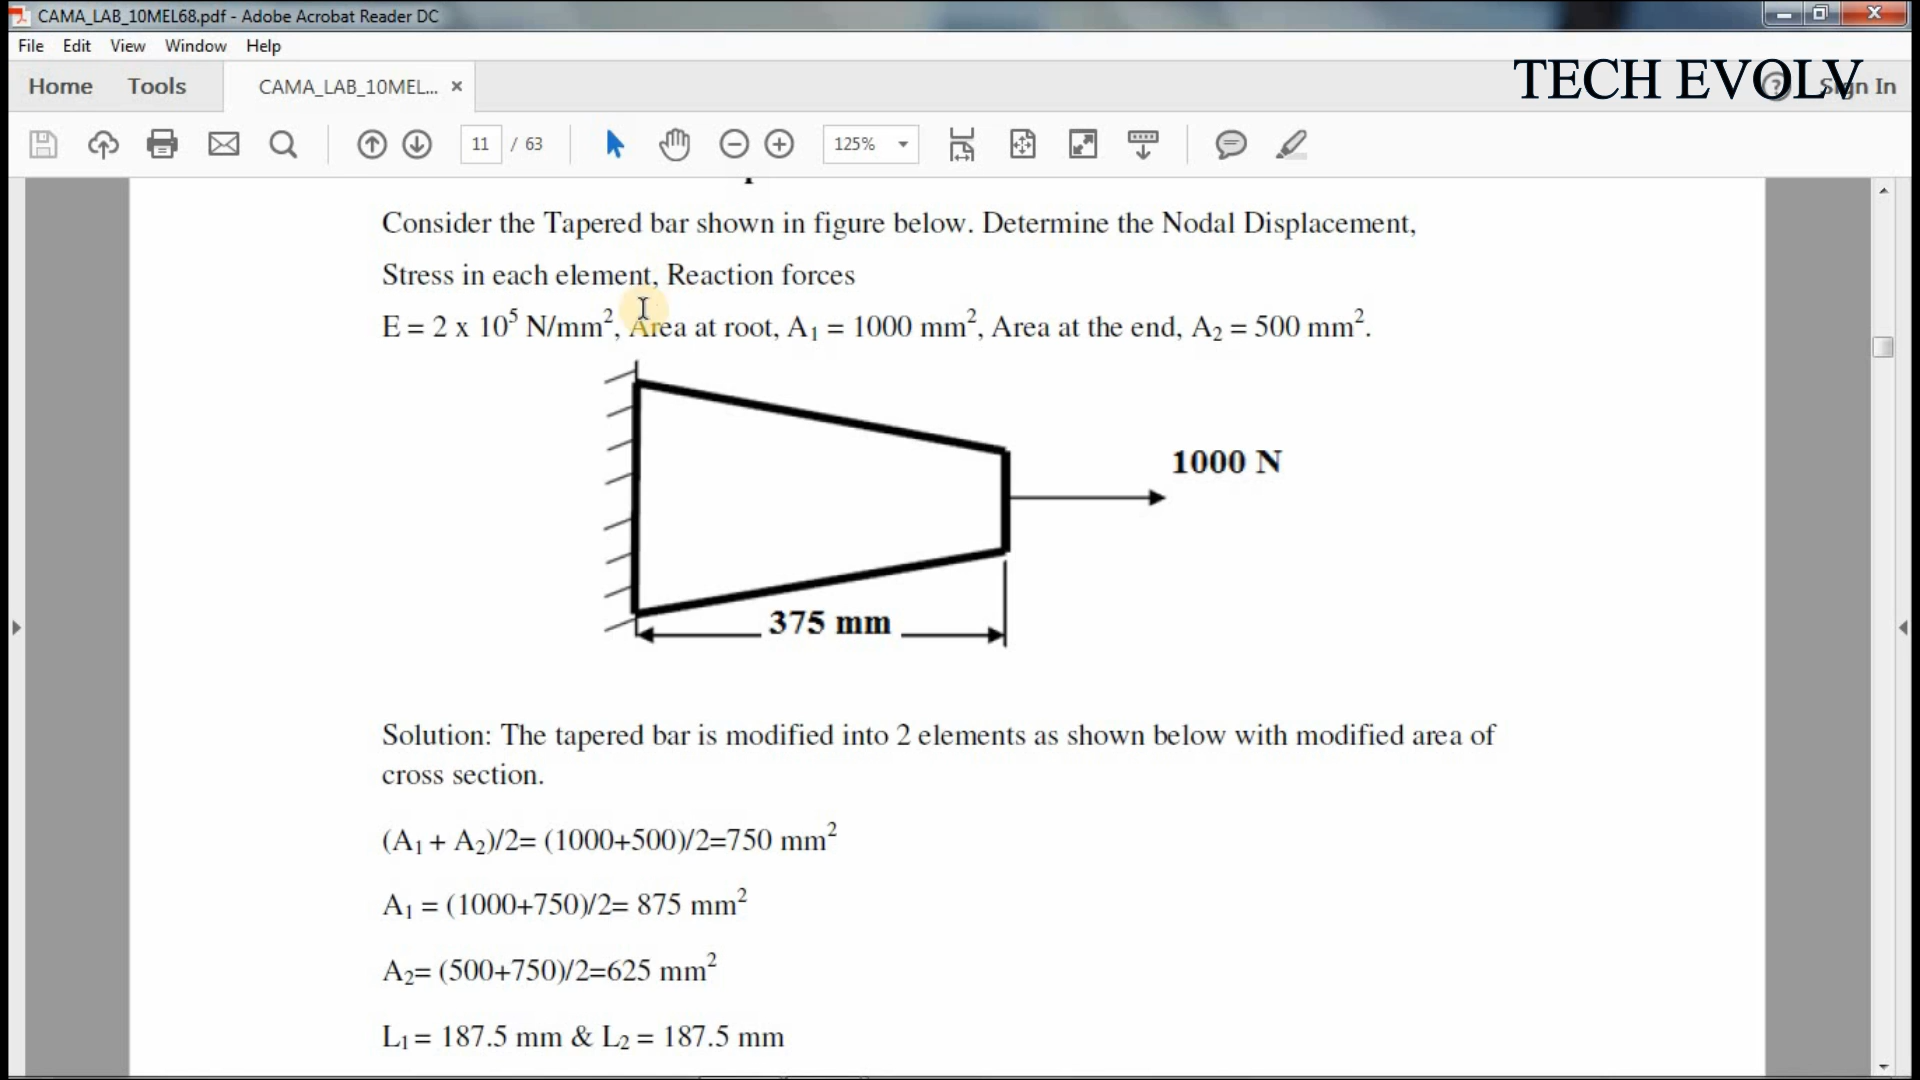 CAMA_LAB_10MEL68.pdf - Adobe Acrobat Reader DC
File Edit View Window Help
Home Tools CAMA_LAB_10MEL... × TECH EVOLV Sign In
11 / 63 125%
Consider the Tapered bar shown in figure below. Determine the Nodal Displacement,
Stress in each element, Reaction forces
E = 2 x 10⁵ N/mm², Area at root, A₁ = 1000 mm², Area at the end, A₂ = 500 mm².
1000 N
375 mm
Solution: The tapered bar is modified into 2 elements as shown below with modified area of
cross section.
(A₁ + A₂)/2= (1000+500)/2=750 mm²
A₁ = (1000+750)/2= 875 mm²
A₂= (500+750)/2=625 mm²
L₁ = 187.5 mm & L₂ = 187.5 mm